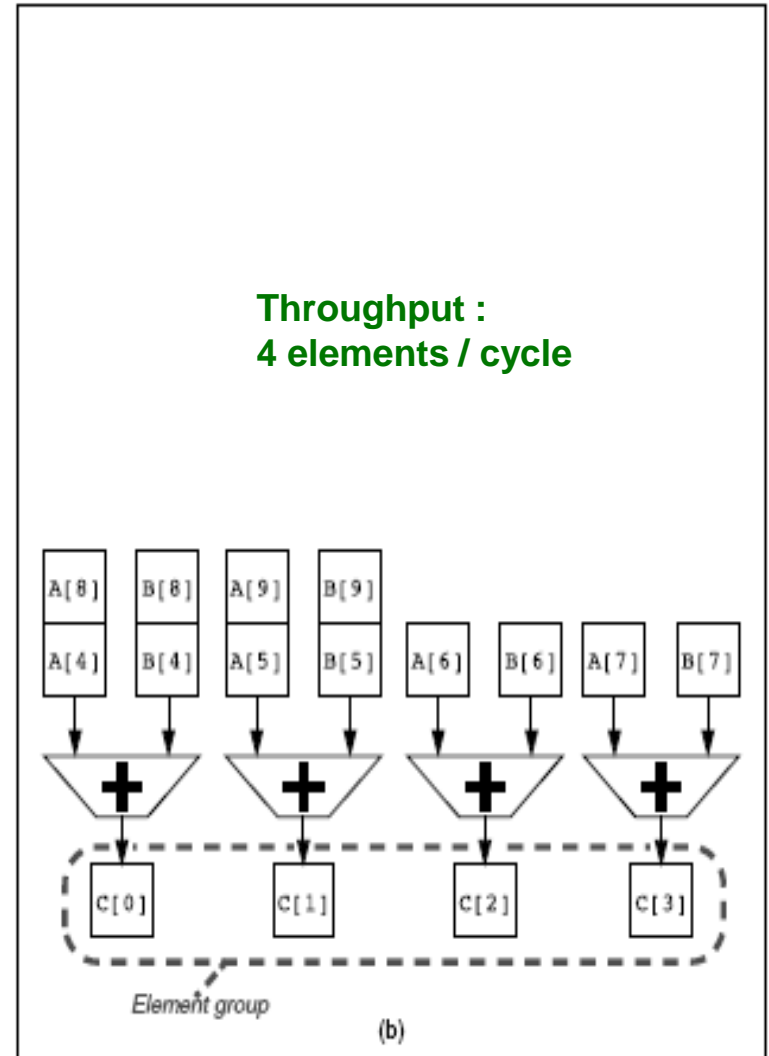 Throughput :
4 elements / cycle
A[8] B[8] A[9] B[9]
A[4] B[4] A[5] B[5] A[6] B[6] A[7] B[7]
+ + + +
C[0] C[1] C[2] C[3]
Element group
(b)